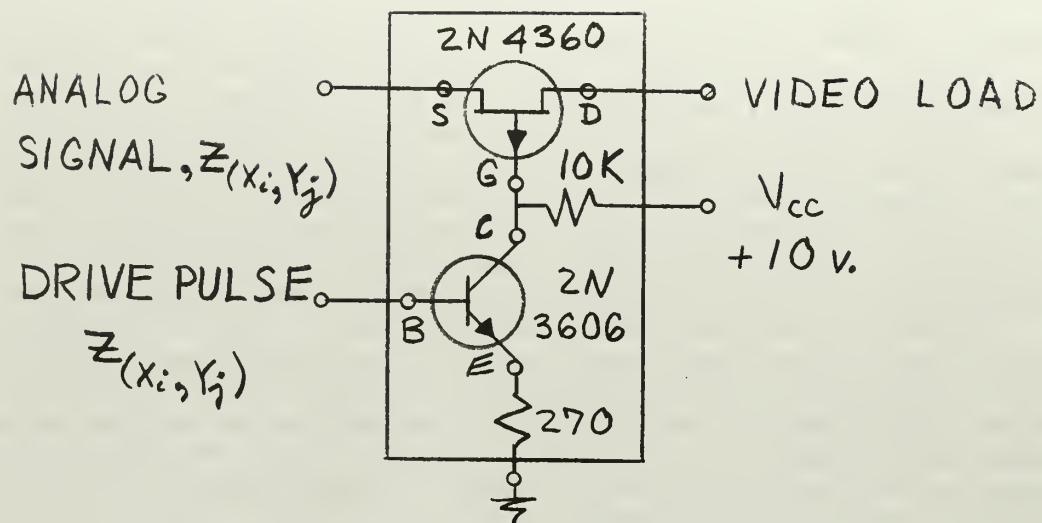 2N 4360
ANALOG
SIGNAL, Z(Xi, Yj)
S
D
VIDEO LOAD
G
10K
Vcc
+10 v.
C
DRIVE PULSE
Z(Xi, Yj)
B
2N
3606
E
270